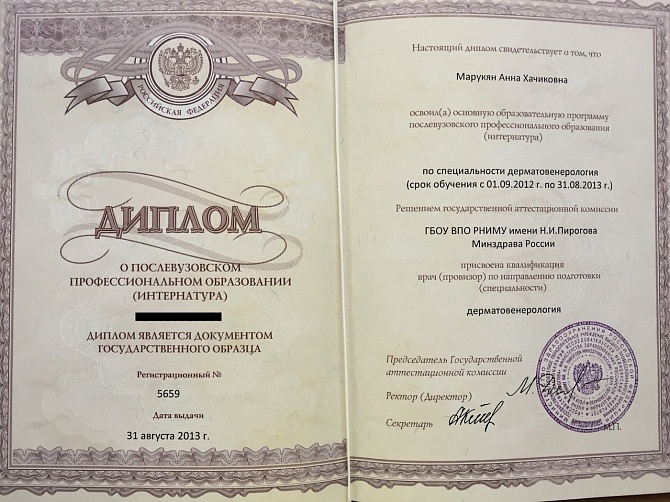 РОССИЙСКАЯ ФЕДЕРАЦИЯ
ДИПЛОМ
О ПОСЛЕВУЗОВСКОМ
ПРОФЕССИОНАЛЬНОМ ОБРАЗОВАНИИ
(ИНТЕРНАТУРА)
ДИПЛОМ ЯВЛЯЕТСЯ ДОКУМЕНТОМ
ГОСУДАРСТВЕННОГО ОБРАЗЦА
Регистрационный №
5659
Дата выдачи
31 августа 2013 г.
Настоящий диплом свидетельствует о том, что
Марукян Анна Хачиковна
освоил(а) основную образовательную программу
послевузовского профессионального образования
(интернатура)
по специальности дерматовенерология
(срок обучения с 01.09.2012 г. по 31.08.2013 г.)
Решением государственной аттестационной комиссии
ГБОУ ВПО РНИМУ имени Н.И.Пирогова
Минздрава России
присвоена квалификация
врач (провизор) по направлению подготовки
(специальности)
дерматовенерология
Председатель Государственной
аттестационной комиссии
Ректор (Директор)
Секретарь
М.П.